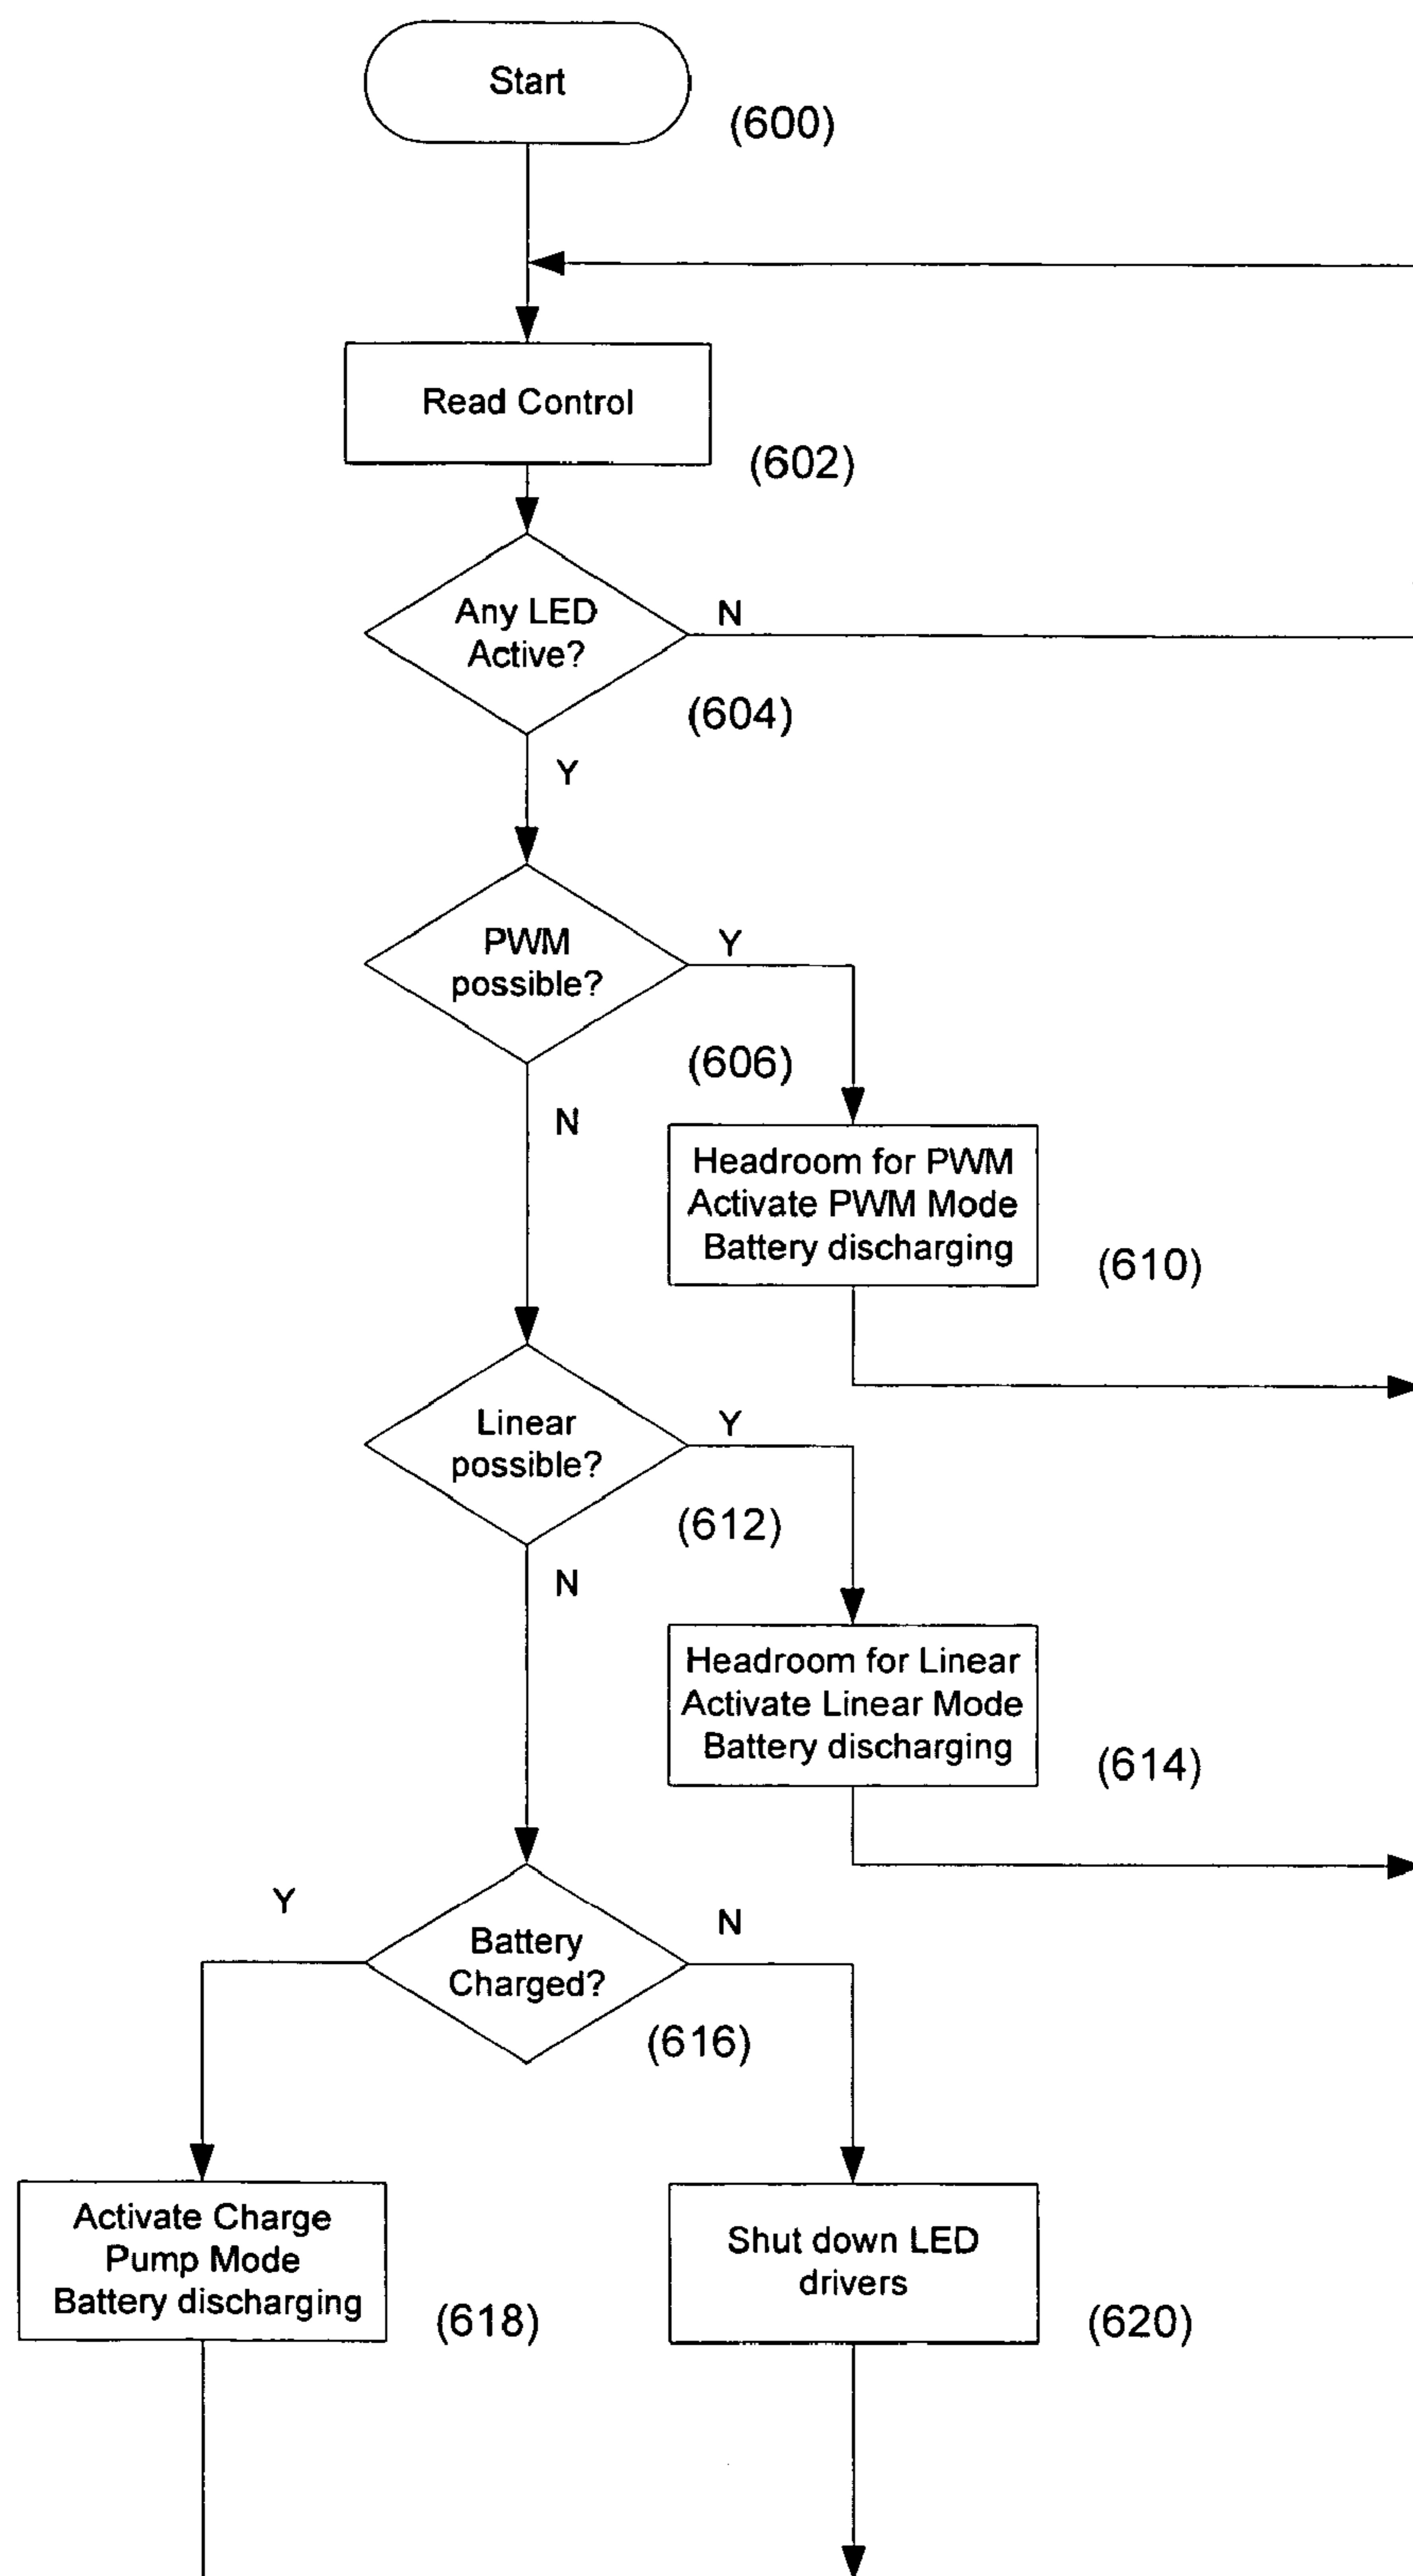 Start
(600)
Read Control
(602)
Any LED
Active?
N
(604)
Y
PWM
possible?
Y
(606)
N
Headroom for PWM
Activate PWM Mode
Battery discharging
(610)
Linear
possible?
Y
(612)
N
Headroom for Linear
Activate Linear Mode
Battery discharging
(614)
Y
Battery
Charged?
N
(616)
Activate Charge
Pump Mode
Battery discharging
(618)
Shut down LED
drivers
(620)